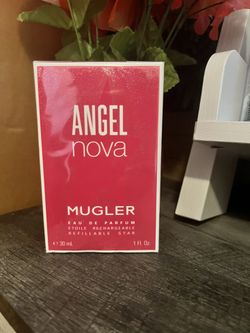 ANGEL
nova
MUGLER
EAU DE PARFUM
ETOILE RECHARGEABLE
REFILLABLE STAR
e 30 mL 1 Fl. Oz